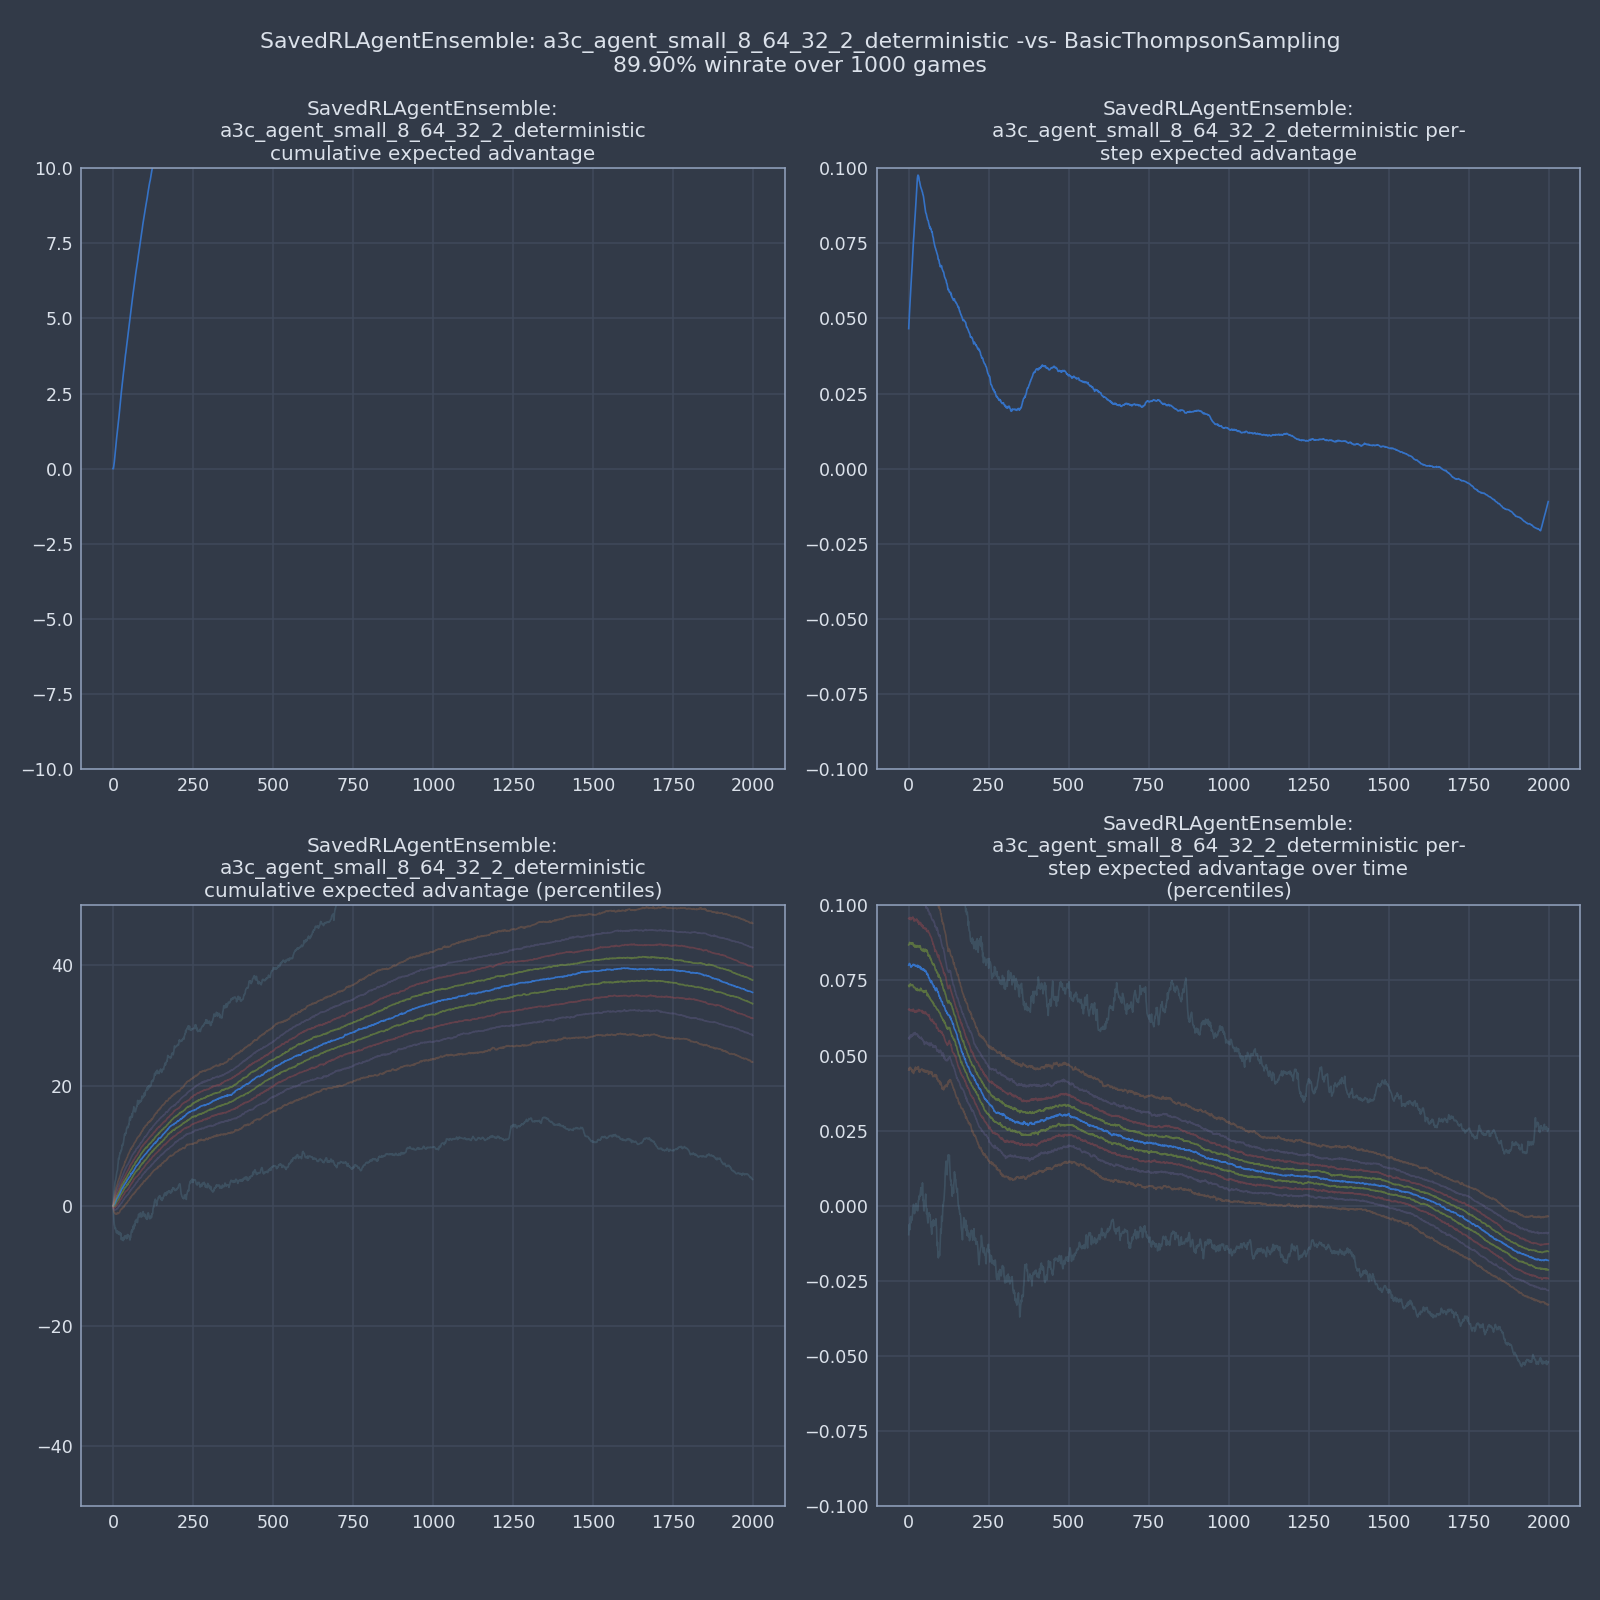 SavedRLAgentEnsemble: a3c_agent_small_8_64_32_2_deterministic -vs- BasicThompsonSampling
89.90% winrate over 1000 games
SavedRLAgentEnsemble:
a3c_agent_small_8_64_32_2_deterministic
cumulative expected advantage
10.0
7.5
5.0
2.5
0.0
−2.5
−5.0
−7.5
−10.0
0 250 500 750 1000 1250 1500 1750 2000
SavedRLAgentEnsemble:
a3c_agent_small_8_64_32_2_deterministic per-
step expected advantage
0.100
0.075
0.050
0.025
0.000
−0.025
−0.050
−0.075
−0.100
0 250 500 750 1000 1250 1500 1750 2000
SavedRLAgentEnsemble:
a3c_agent_small_8_64_32_2_deterministic
cumulative expected advantage (percentiles)
40
20
0
−20
−40
0 250 500 750 1000 1250 1500 1750 2000
SavedRLAgentEnsemble:
a3c_agent_small_8_64_32_2_deterministic per-
step expected advantage over time
(percentiles)
0.100
0.075
0.050
0.025
0.000
−0.025
−0.050
−0.075
−0.100
0 250 500 750 1000 1250 1500 1750 2000